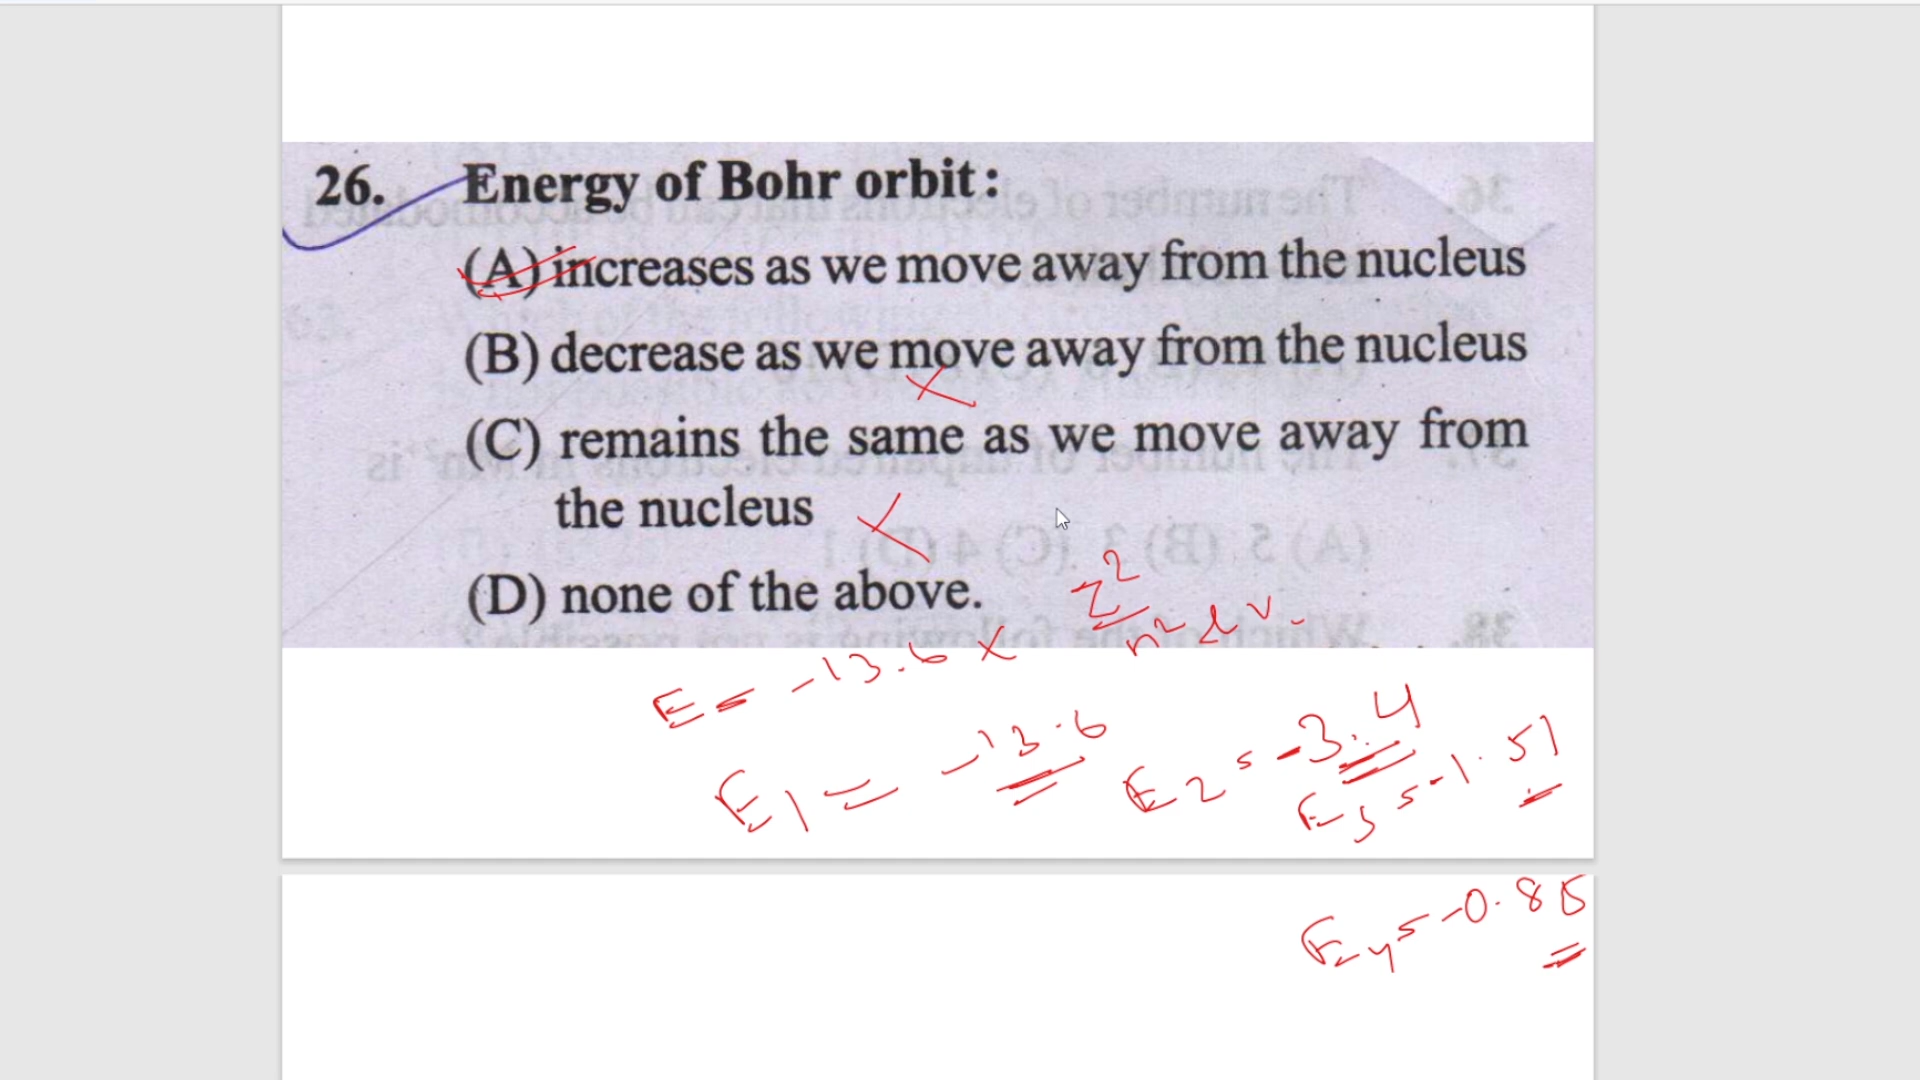 26. Energy of Bohr orbit:
(A) increases as we move away from the nucleus
(B) decrease as we move away from the nucleus
(C) remains the same as we move away from
the nucleus
(D) none of the above.
E = -13.6 × Z²/n² eV.
E1 = -13.6
E2 = -3.4
E3 = -1.51
E4 = -0.85